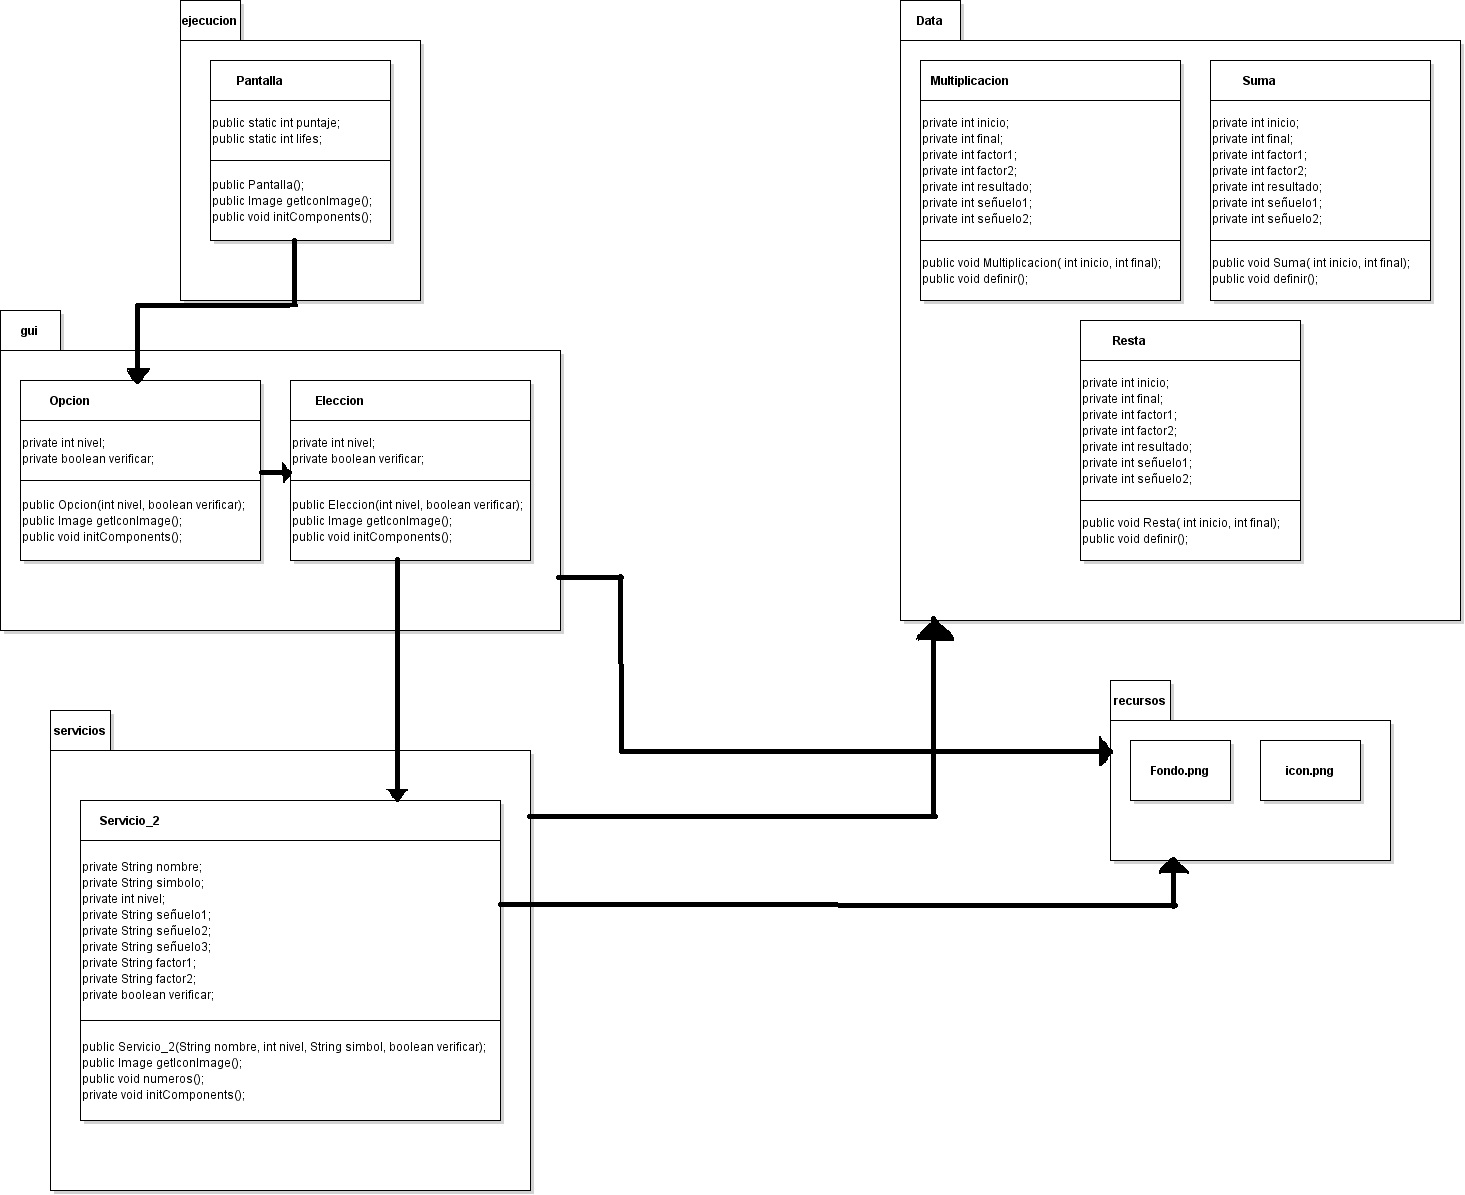 ejecucion
Pantalla
public static int puntaje;
public static int lifes;
public Pantalla();
public Image getIconImage();
public void initComponents();
gui
Opcion
private int nivel;
private boolean verificar;
public Opcion(int nivel, boolean verificar);
public Image getIconImage();
public void initComponents();
Eleccion
private int nivel;
private boolean verificar;
public Eleccion(int nivel, boolean verificar);
public Image getIconImage();
public void initComponents();
servicios
Servicio_2
private String nombre;
private String simbolo;
private int nivel;
private String señuelo1;
private String señuelo2;
private String señuelo3;
private String factor1;
private String factor2;
private boolean verificar;
public Servicio_2(String nombre, int nivel, String simbol, boolean verificar);
public Image getIconImage();
public void numeros();
private void initComponents();
Data
Multiplicacion
private int inicio;
private int final;
private int factor1;
private int factor2;
private int resultado;
private int señuelo1;
private int señuelo2;
public void Multiplicacion( int inicio, int final);
public void definir();
Suma
private int inicio;
private int final;
private int factor1;
private int factor2;
private int resultado;
private int señuelo1;
private int señuelo2;
public void Suma( int inicio, int final);
public void definir();
Resta
private int inicio;
private int final;
private int factor1;
private int factor2;
private int resultado;
private int señuelo1;
private int señuelo2;
public void Resta( int inicio, int final);
public void definir();
recursos
Fondo.png
icon.png